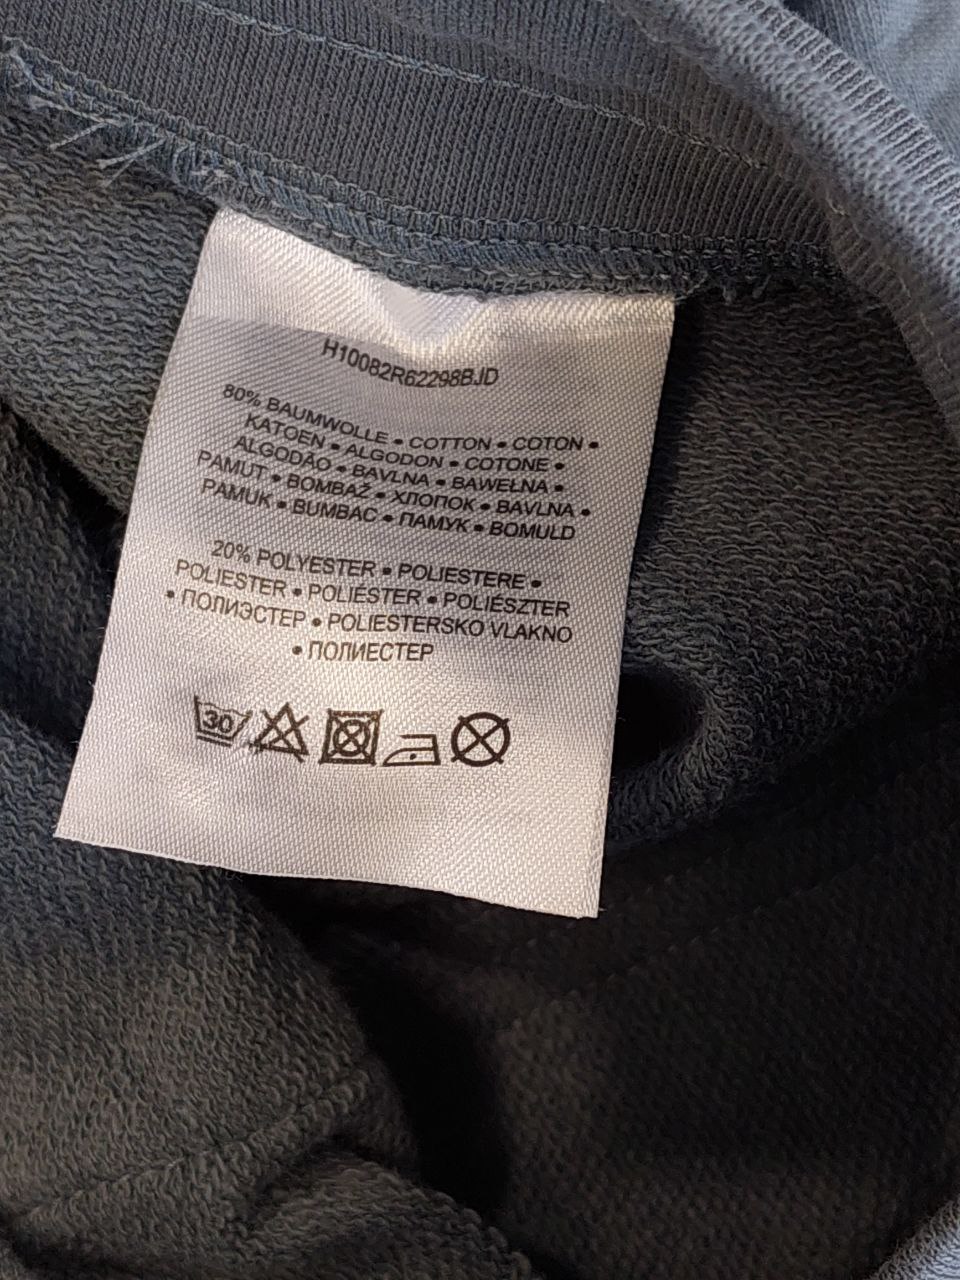 H10082R62298BJD
80% BAUMWOLLE • COTTON • COTON •
KATOEN • ALGODON • COTONE •
ALGODÃO • BAVLNA • BAWEŁNA •
PAMUT • BOMBAŽ • ХЛОПОК • BAVLNA •
PAMUK • BUMBAC • ПАМУК • BOMULD
20% POLYESTER • POLIESTERE •
POLIESTER • POLIÉSTER • POLIÉSZTER
• ПОЛИЭСТЕР • POLIESTERSKO VLAKNO
• ПОЛИЕСТЕР
30